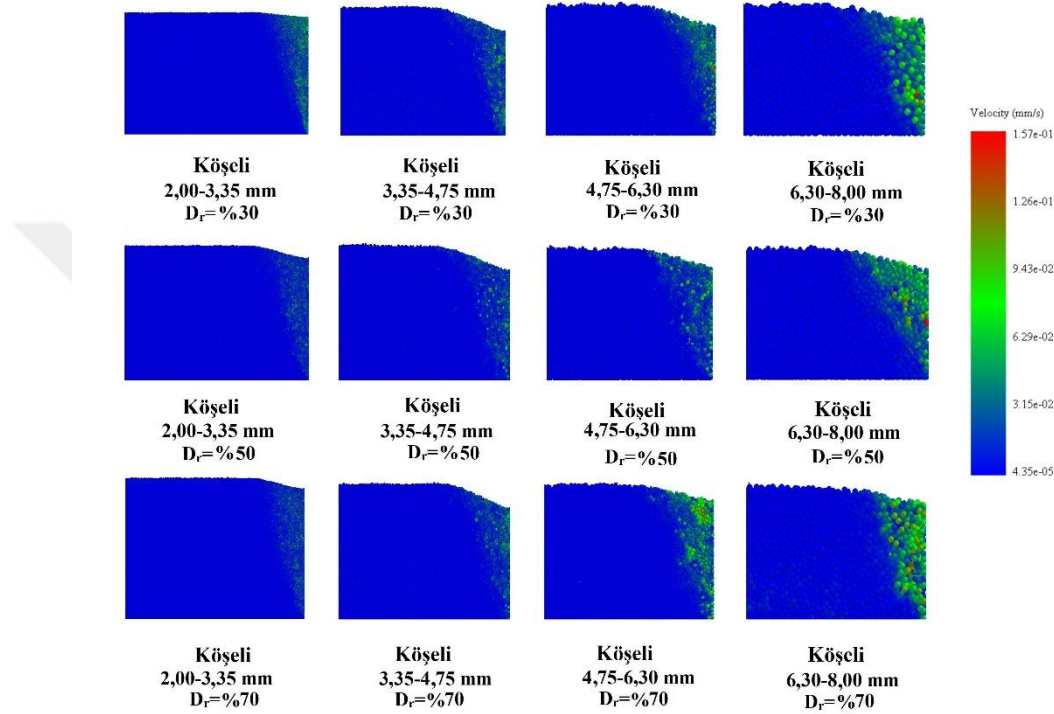 Köşeli
2,00-3,35 mm
Dr=%30
Köşeli
3,35-4,75 mm
Dr=%30
Köşeli
4,75-6,30 mm
Dr=%30
Köşeli
6,30-8,00 mm
Dr=%30
Velocity (mm/s)
1.57e-01
1.26e-01
9.43e-02
6.29e-02
3.15e-02
4.35e-05
Köşeli
2,00-3,35 mm
Dr=%50
Köşeli
3,35-4,75 mm
Dr=%50
Köşeli
4,75-6,30 mm
Dr=%50
Köşeli
6,30-8,00 mm
Dr=%50
Köşeli
2,00-3,35 mm
Dr=%70
Köşeli
3,35-4,75 mm
Dr=%70
Köşeli
4,75-6,30 mm
Dr=%70
Köşeli
6,30-8,00 mm
Dr=%70